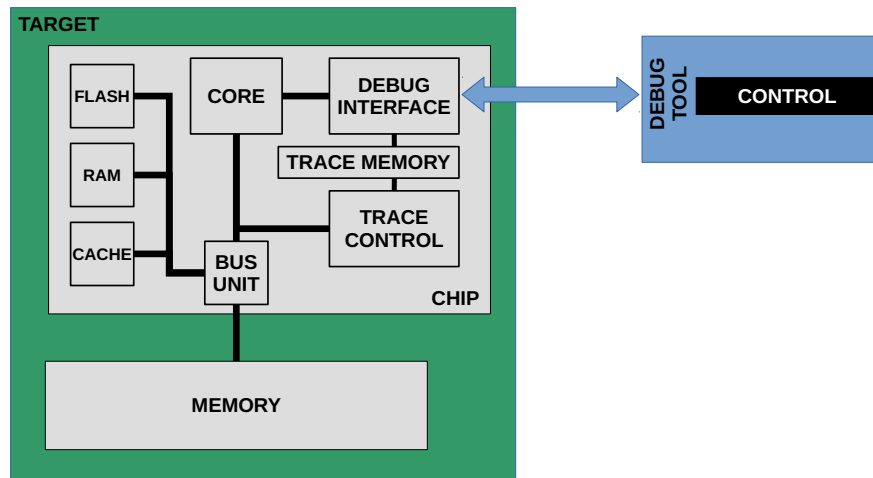 TARGET
FLASH
CORE
DEBUG
INTERFACE
DEBUG
TOOL
CONTROL
TRACE MEMORY
RAM
TRACE
CONTROL
CACHE
BUS
UNIT
CHIP
MEMORY